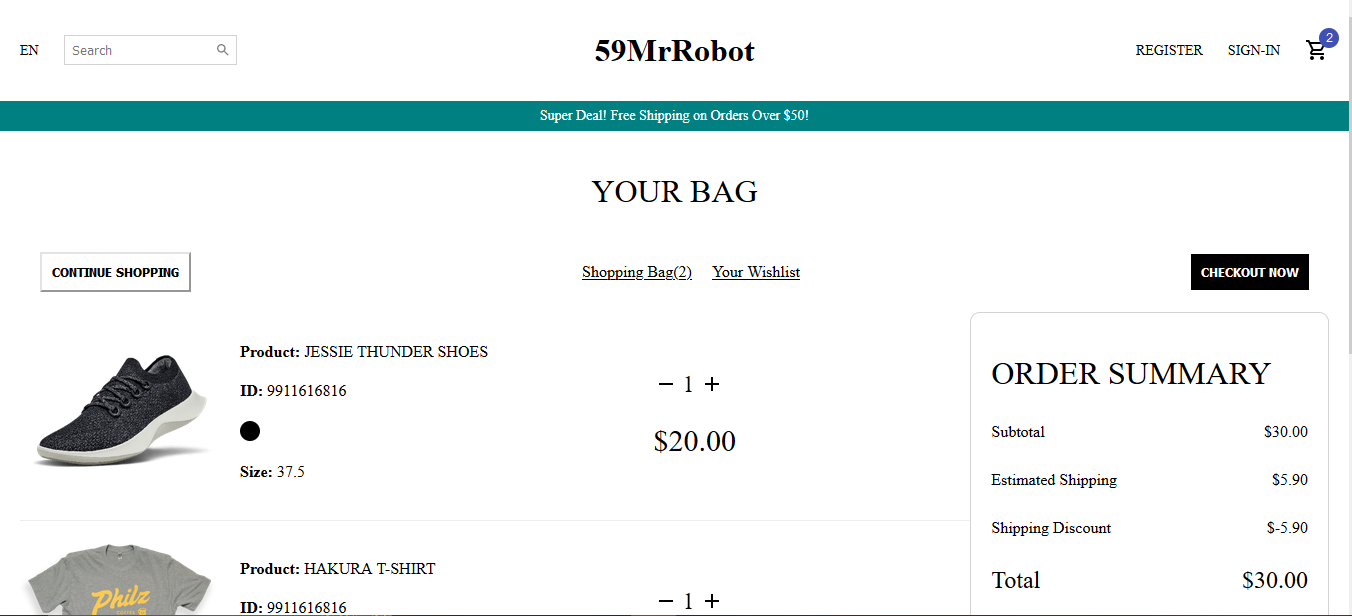 EN
Search
59MrRobot
REGISTER
SIGN-IN
2
Super Deal! Free Shipping on Orders Over $50!
YOUR BAG
CONTINUE SHOPPING
Shopping Bag(2)
Your Wishlist
CHECKOUT NOW
Product: JESSIE THUNDER SHOES
ID: 9911616816
Size: 37.5
− 1 +
$20.00
Product: HAKURA T-SHIRT
ID: 9911616816
Philz
− 1 +
ORDER SUMMARY
Subtotal $30.00
Estimated Shipping $5.90
Shipping Discount $-5.90
Total $30.00